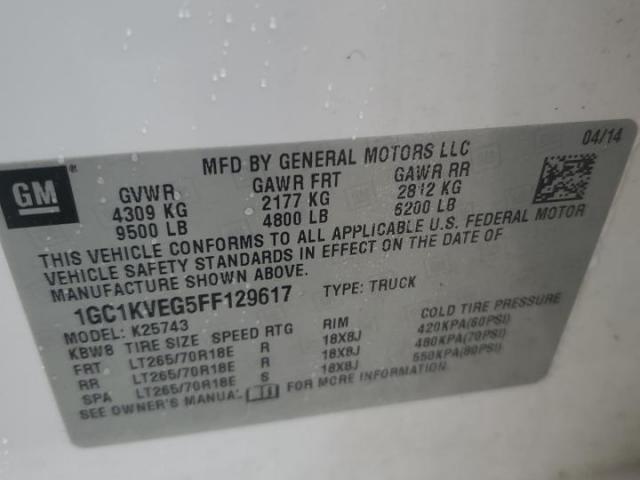 GM
®
04/14
MFD BY GENERAL MOTORS LLC
GVWR GAWR FRT GAWR RR
4309 KG 2177 KG 2812 KG
9500 LB 4800 LB 6200 LB
THIS VEHICLE CONFORMS TO ALL APPLICABLE U.S. FEDERAL MOTOR
VEHICLE SAFETY STANDARDS IN EFFECT ON THE DATE OF
MANUFACTURE SHOWN ABOVE.
1GC1KVEG5FF129617 TYPE: TRUCK
MODEL: K25743
KBW8 TIRE SIZE SPEED RTG RIM COLD TIRE PRESSURE
FRT LT265/70R18E R 18X8J 420KPA(60PSI)
RR LT265/70R18E R 18X8J 480KPA(70PSI)
SPA LT265/70R18E S 18X8J 550KPA(80PSI)
SEE OWNER'S MANUAL FOR MORE INFORMATION.